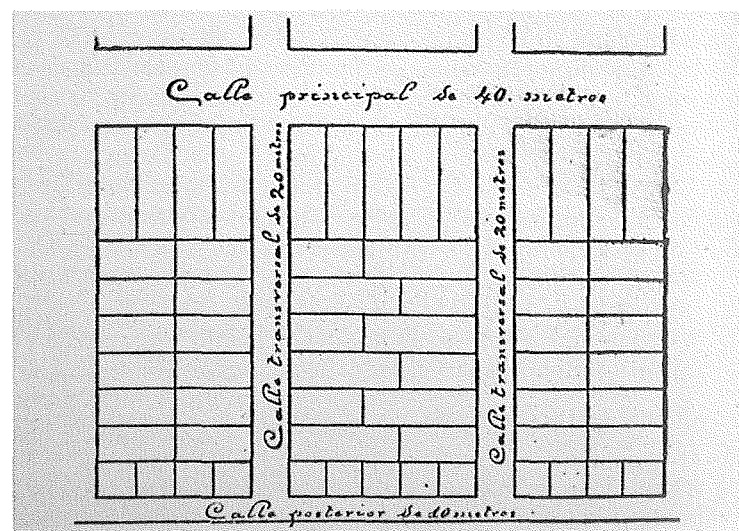 Calle principal de 40. metros
Calle transversal de 20 metros
Calle transversal de 20 metros
Calle posterior de 10 metros.